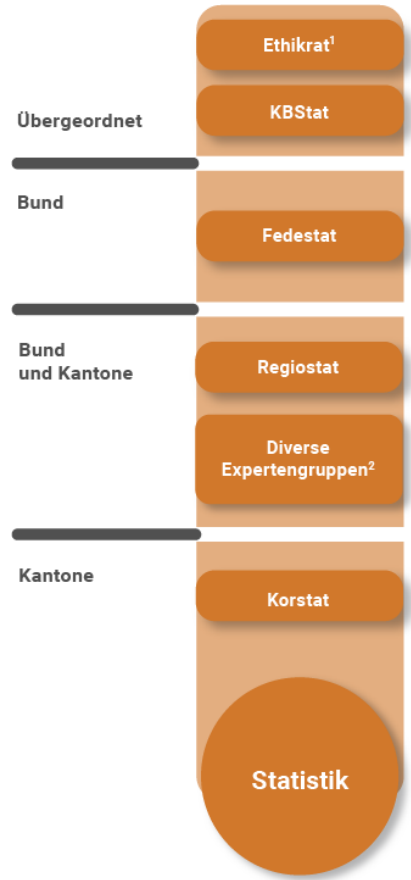 Ethikrat¹
KBStat
Übergeordnet
Bund
Fedestat
Bund
und Kantone
Regiostat
Diverse
Expertengruppen²
Kantone
Korstat
Statistik